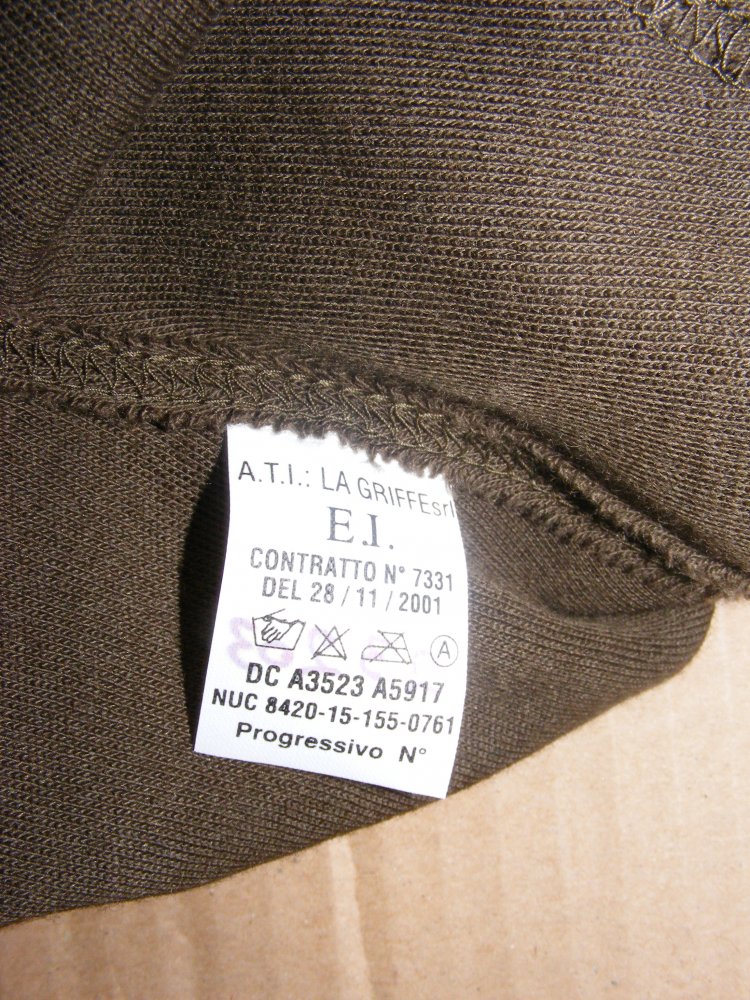 A.T.I.: LA GRIFFEsrl
E.I.
CONTRATTO N° 7331
DEL 28 / 11 / 2001
A
DC A3523 A5917
NUC 8420-15-155-0761
Progressivo N°